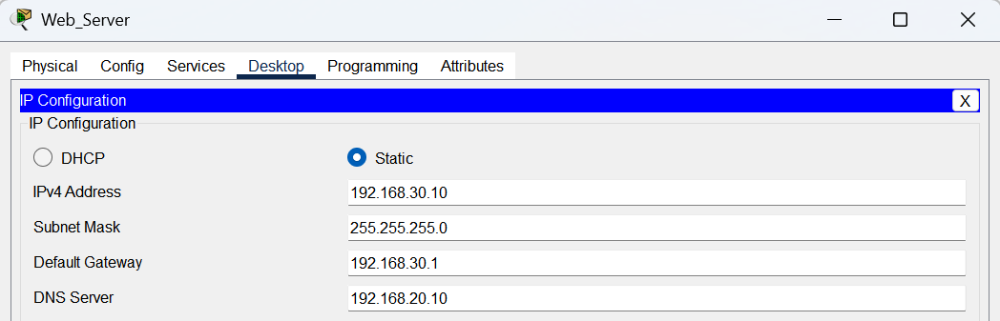 Web_Server
Physical Config Services Desktop Programming Attributes
IP Configuration X
IP Configuration
DHCP Static
IPv4 Address 192.168.30.10
Subnet Mask 255.255.255.0
Default Gateway 192.168.30.1
DNS Server 192.168.20.10